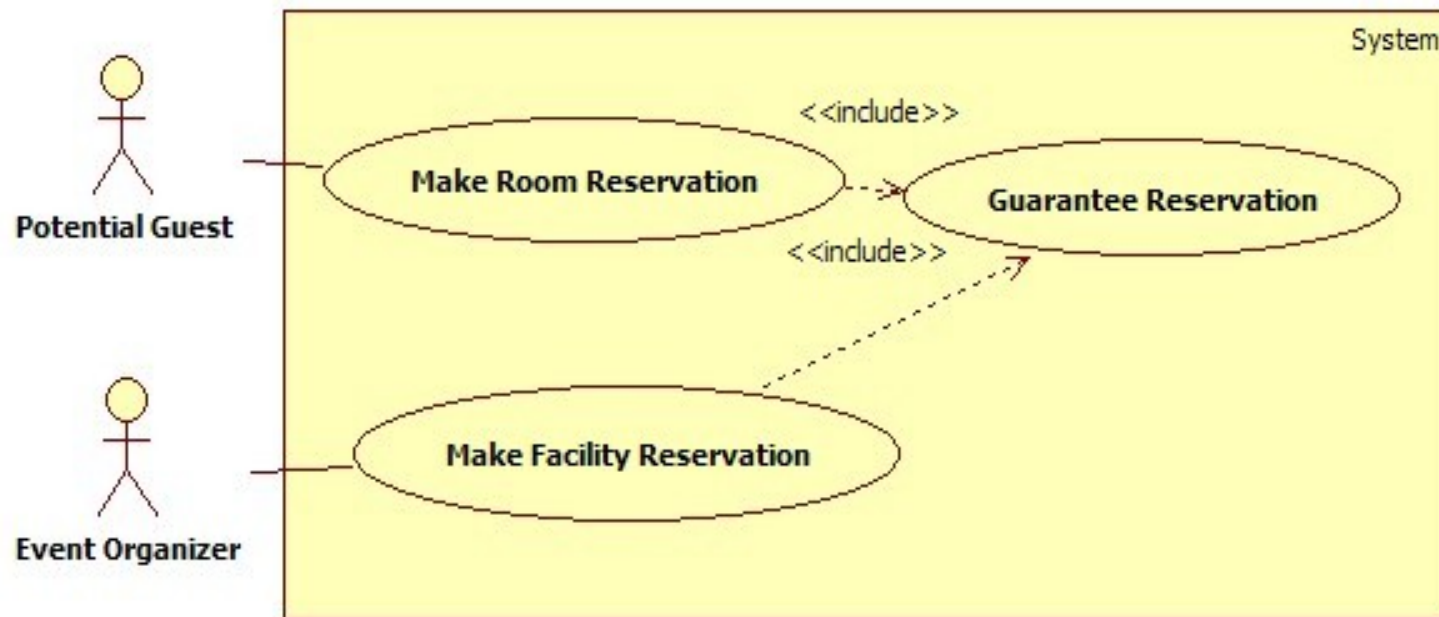 System
<<include>>
Make Room Reservation
Guarantee Reservation
Potential Guest
<<include>>
Make Facility Reservation
Event Organizer